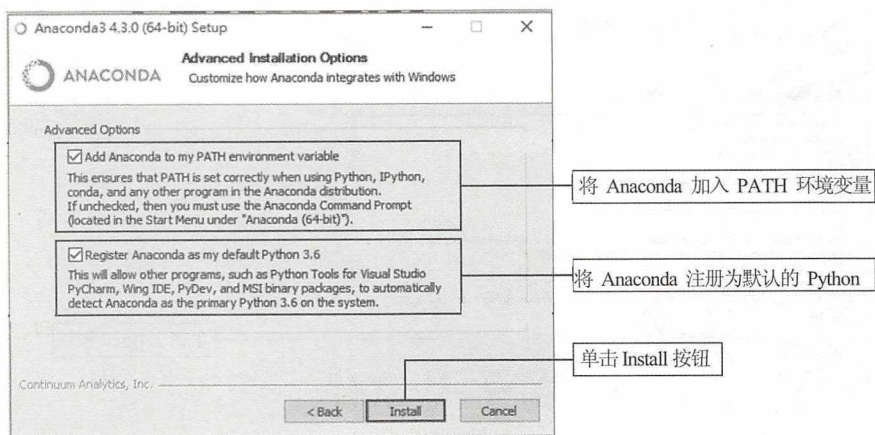 Anaconda3 4.3.0 (64-bit) Setup
ANACONDA
Advanced Installation Options
Customize how Anaconda integrates with Windows
Advanced Options
Add Anaconda to my PATH environment variable
This ensures that PATH is set correctly when using Python, IPython,
conda, and any other program in the Anaconda distribution.
If unchecked, then you must use the Anaconda Command Prompt
(located in the Start Menu under "Anaconda (64-bit)").
将 Anaconda 加入 PATH 环境变量
Register Anaconda as my default Python 3.6
This will allow other programs, such as Python Tools for Visual Studio
PyCharm, Wing IDE, PyDev, and MSI binary packages, to automatically
detect Anaconda as the primary Python 3.6 on the system.
将 Anaconda 注册为默认的 Python
单击 Install 按钮
Continuum Analytics, Inc.
< Back
Install
Cancel